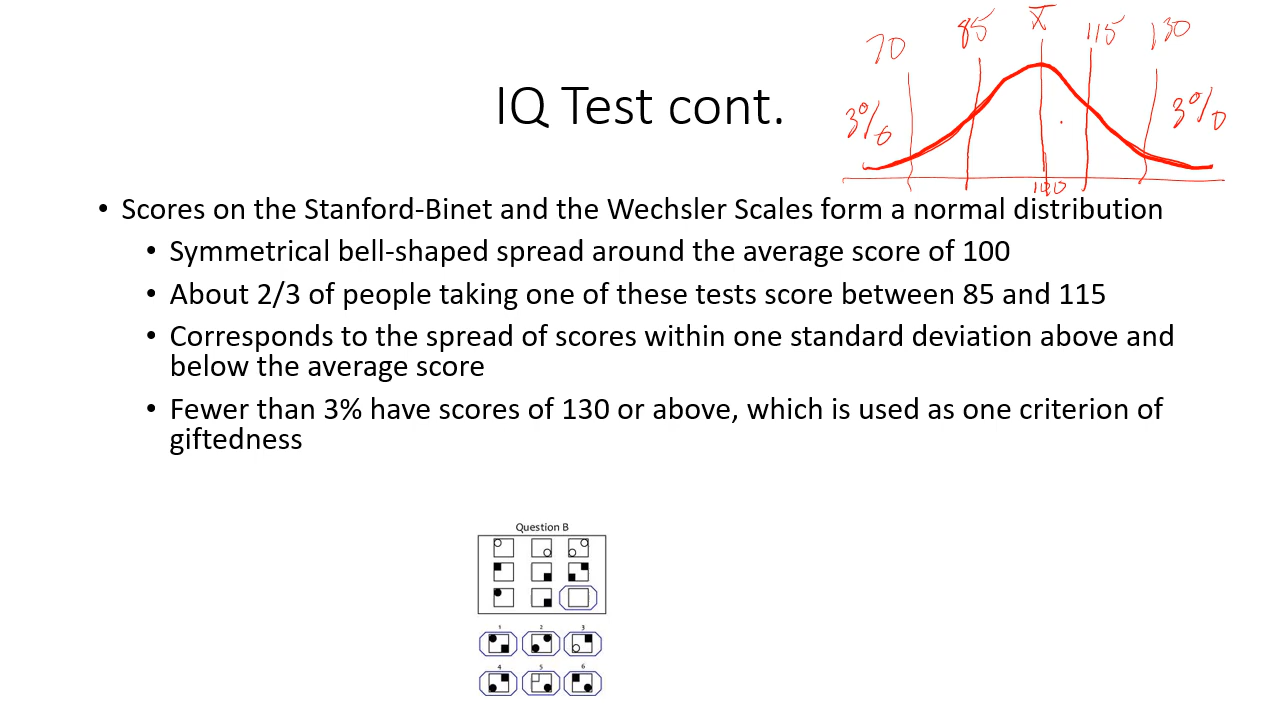 70 85 X̄ 115 130
IQ Test cont.
3% 3%
100
• Scores on the Stanford-Binet and the Wechsler Scales form a normal distribution
• Symmetrical bell-shaped spread around the average score of 100
• About 2/3 of people taking one of these tests score between 85 and 115
• Corresponds to the spread of scores within one standard deviation above and
below the average score
• Fewer than 3% have scores of 130 or above, which is used as one criterion of
giftedness
Question B
1 2 3
4 5 6